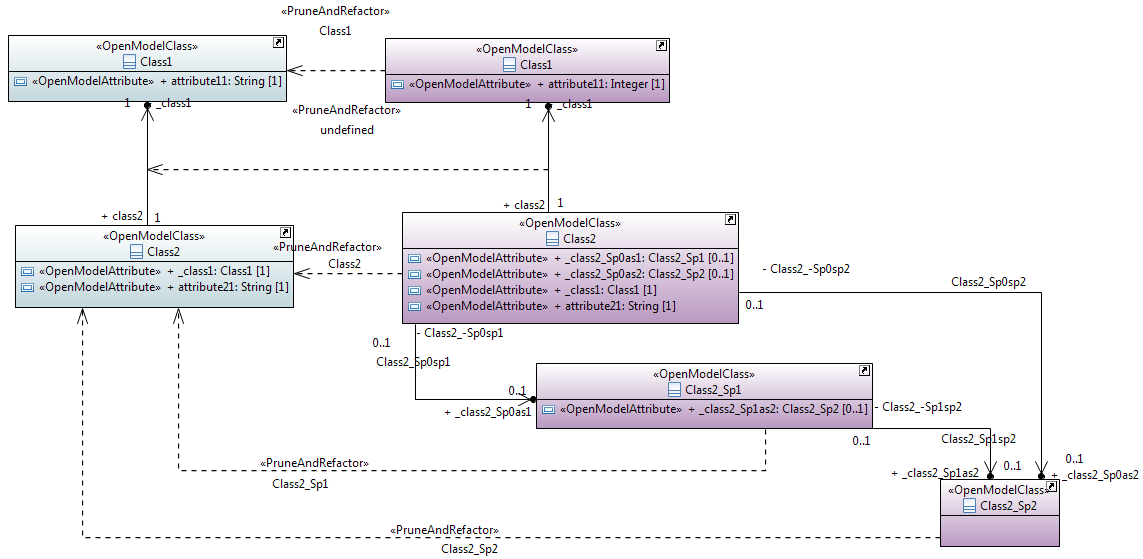 «PruneAndRefactor»
Class1
«OpenModelClass»
Class1
«OpenModelAttribute» + attribute11: String [1]
«OpenModelClass»
Class1
«OpenModelAttribute» + attribute11: Integer [1]
1
_class1
«PruneAndRefactor»
undefined
1
_class1
+ class2
1
+ class2
1
«OpenModelClass»
Class2
«OpenModelAttribute» + _class1: Class1 [1]
«OpenModelAttribute» + attribute21: String [1]
«PruneAndRefactor»
Class2
«OpenModelClass»
Class2
«OpenModelAttribute» + _class2_Sp0as1: Class2_Sp1 [0..1]
«OpenModelAttribute» + _class2_Sp0as2: Class2_Sp2 [0..1]
«OpenModelAttribute» + _class1: Class1 [1]
«OpenModelAttribute» + attribute21: String [1]
- Class2_-Sp0sp2
Class2_Sp0sp2
0..1
- Class2_-Sp0sp1
0..1
Class2_Sp0sp1
0..1
+ _class2_Sp0as1
«OpenModelClass»
Class2_Sp1
«OpenModelAttribute» + _class2_Sp1as2: Class2_Sp2 [0..1]
- Class2_-Sp1sp2
0..1
Class2_Sp1sp2
+ _class2_Sp1as2
0..1
0..1
+ _class2_Sp0as2
«PruneAndRefactor»
Class2_Sp1
«OpenModelClass»
Class2_Sp2
«PruneAndRefactor»
Class2_Sp2